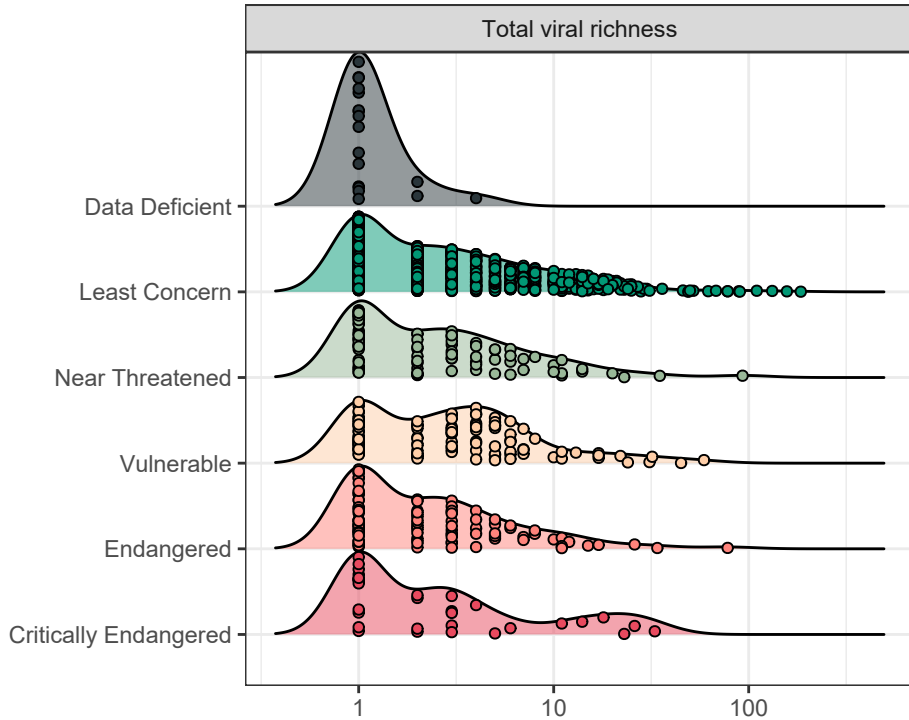 Total viral richness
Data Deficient
Least Concern
Near Threatened
Vulnerable
Endangered
Critically Endangered
1 10 100